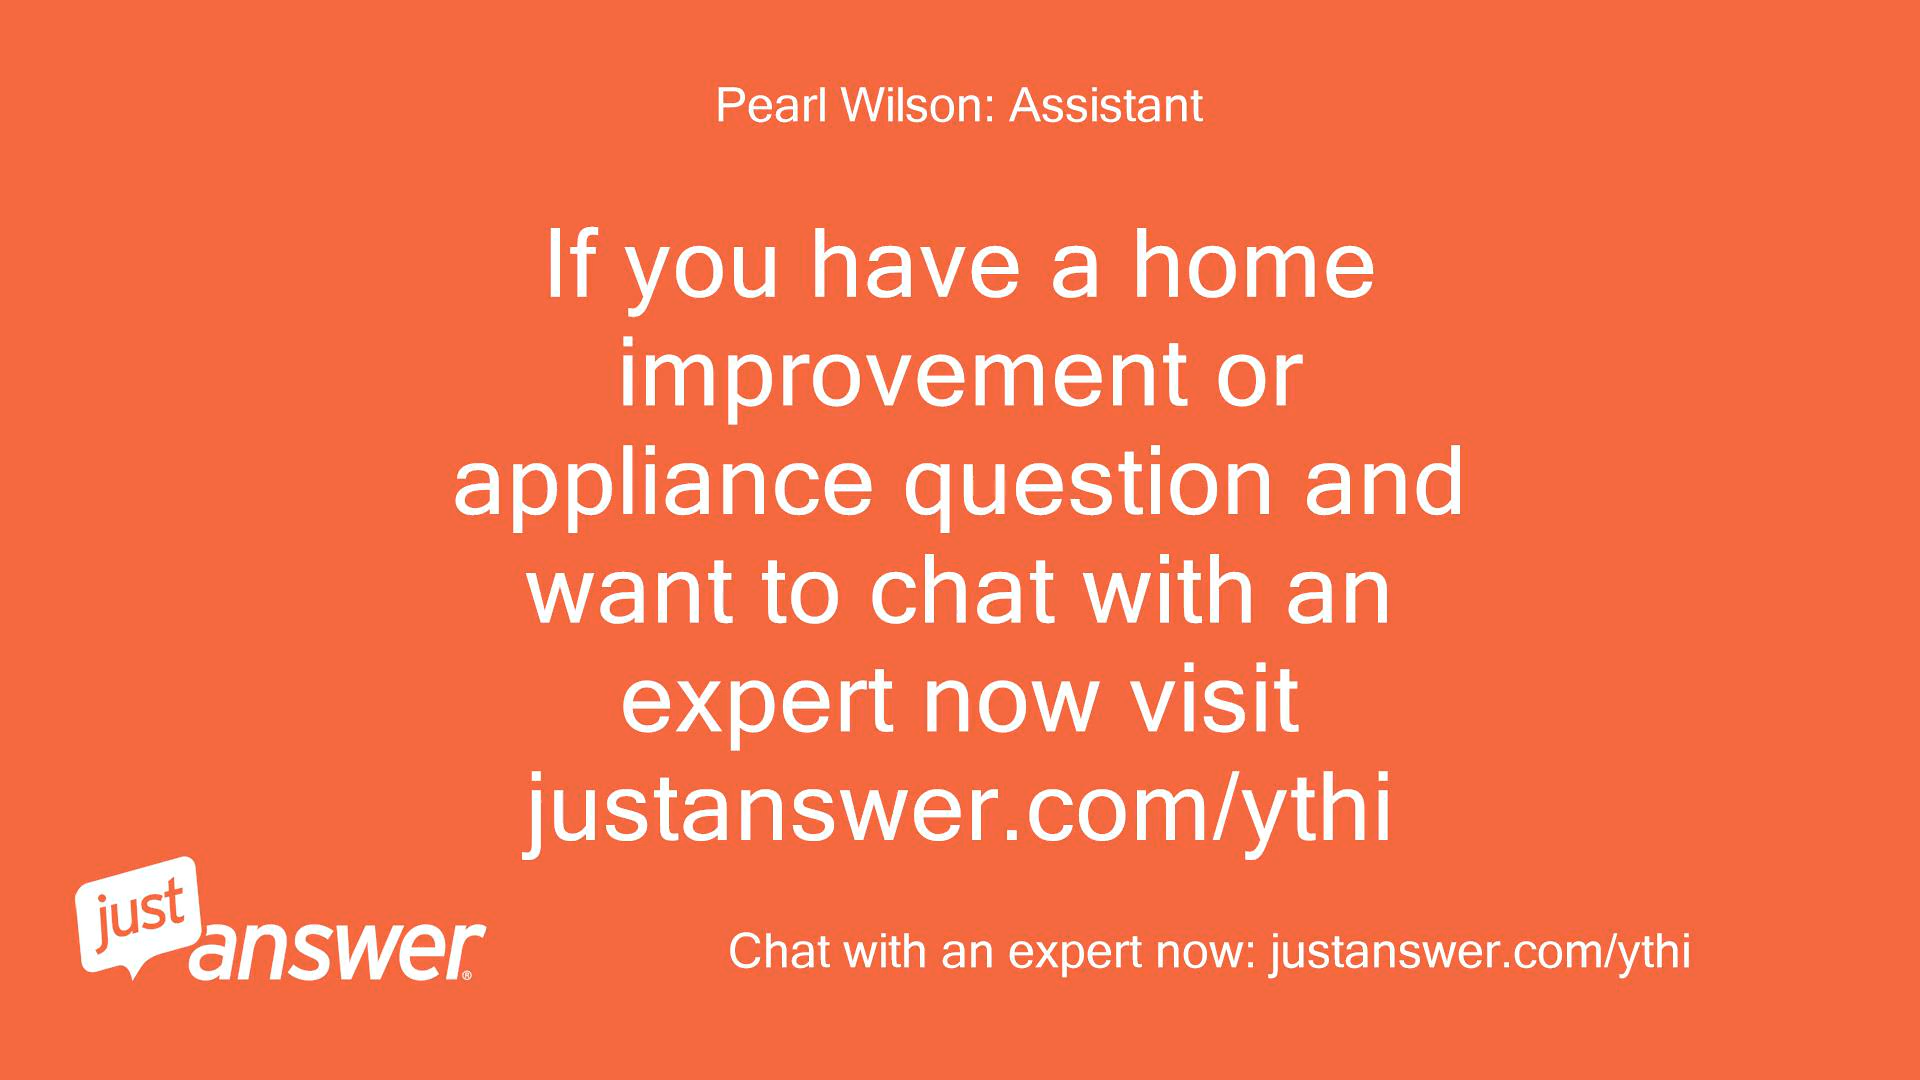 Pearl Wilson: Assistant
If you have a home
improvement or
appliance question and
want to chat with an
expert now visit
justanswer.com/ythi
just
answer®
Chat with an expert now: justanswer.com/ythi